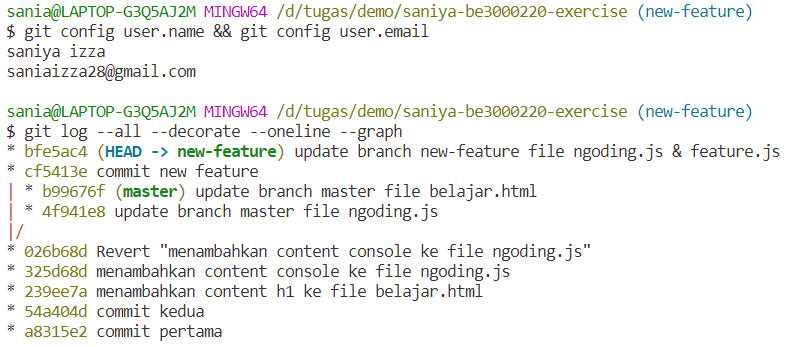 sania@LAPTOP-G3Q5AJ2M MINGW64 /d/tugas/demo/saniya-be3000220-exercise (new-feature)
$ git config user.name && git config user.email
saniya izza
saniaizza28@gmail.com

sania@LAPTOP-G3Q5AJ2M MINGW64 /d/tugas/demo/saniya-be3000220-exercise (new-feature)
$ git log --all --decorate --oneline --graph
* bfe5ac4 (HEAD -> new-feature) update branch new-feature file ngoding.js & feature.js
* cf5413e commit new feature
| * b99676f (master) update branch master file belajar.html
| * 4f941e8 update branch master file ngoding.js
|/
* 026b68d Revert "menambahkan content console ke file ngoding.js"
* 325d68d menambahkan content console ke file ngoding.js
* 239ee7a menambahkan content h1 ke file belajar.html
* 54a404d commit kedua
* a8315e2 commit pertama